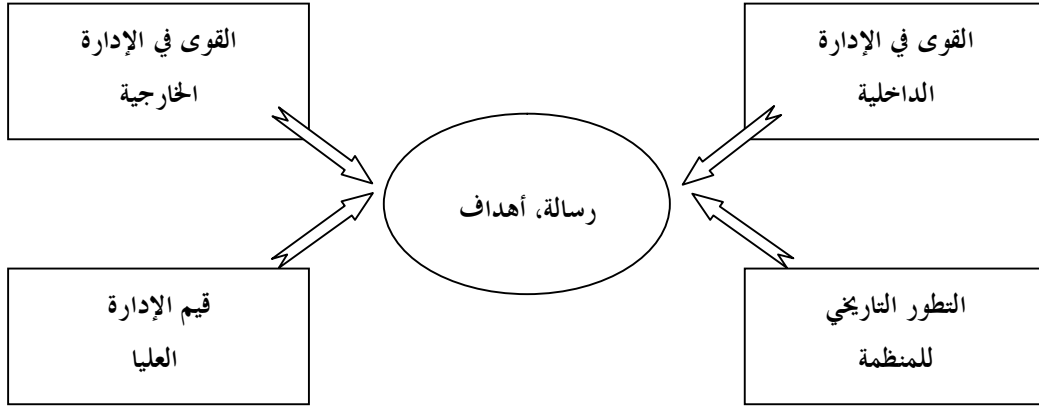 القوى في الإدارة
الداخلية
القوى في الإدارة
الخارجية
رسالة، أهداف
التطور التاريخي
للمنظمة
قيم الإدارة
العليا